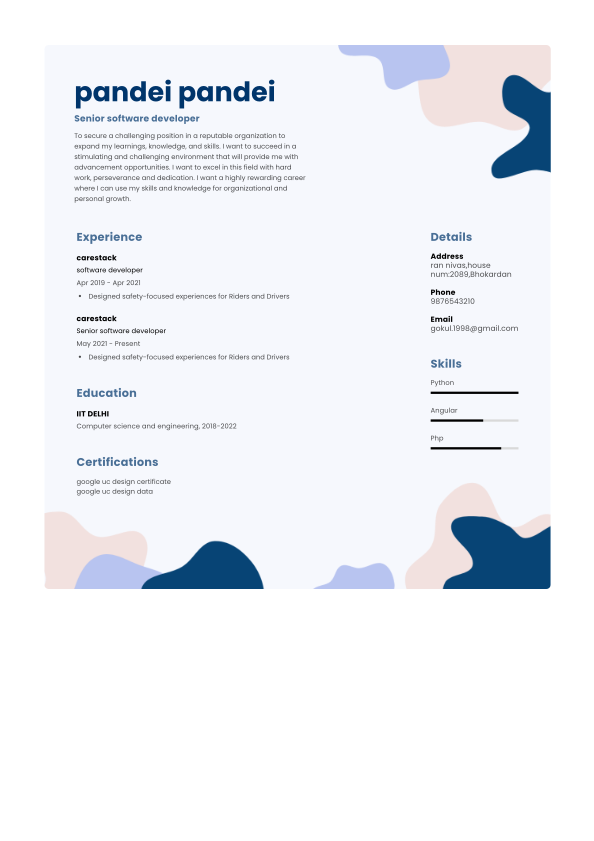 pandei pandei
Senior software developer
To secure a challenging position in a reputable organization to
expand my learnings, knowledge, and skills. I want to succeed in a
stimulating and challenging environment that will provide me with
advancement opportunities. I want to excel in this field with hard
work, perseverance and dedication. I want a highly rewarding career
where I can use my skills and knowledge for organizational and
personal growth.
Experience
carestack
software developer
Apr 2019 - Apr 2021
• Designed safety-focused experiences for Riders and Drivers
carestack
Senior software developer
May 2021 - Present
• Designed safety-focused experiences for Riders and Drivers
Education
IIT DELHI
Computer science and engineering, 2018-2022
Certifications
google uc design certificate
google uc design data
Details
Address
ran nivas,house
num:2089,Bhokardan
Phone
9876543210
Email
gokul.1998@gmail.com
Skills
Python
Angular
Php